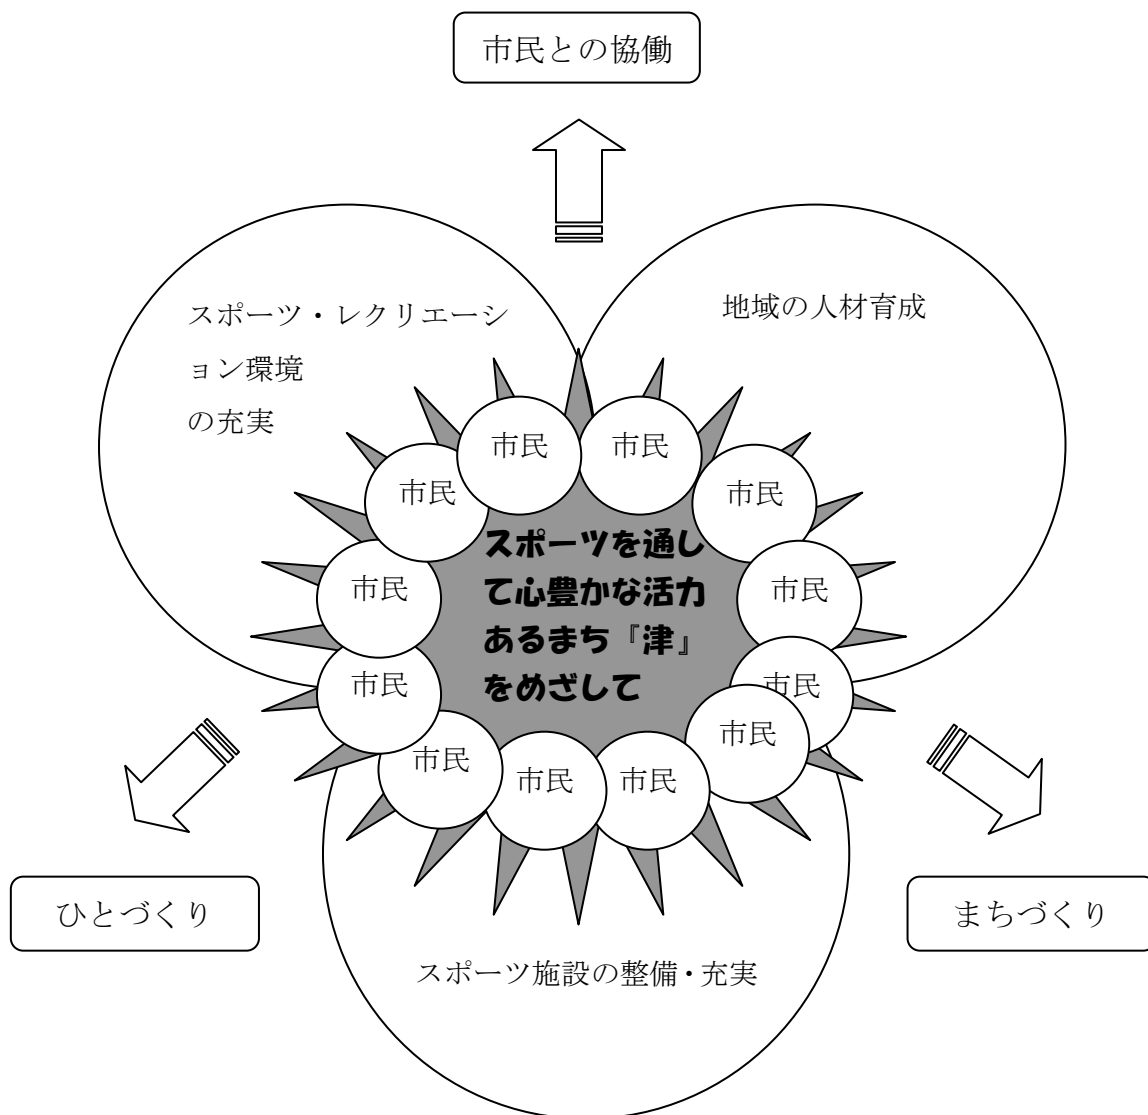 市民との協働
スポーツ・レクリエーシ
ョン環境
の充実
地域の人材育成
市民
市民
市民
市民
市民
市民
市民
市民
市民
市民
市民
市民
スポーツを通し
て心豊かな活力
あるまち『津』
をめざして
ひとづくり
まちづくり
スポーツ施設の整備・充実